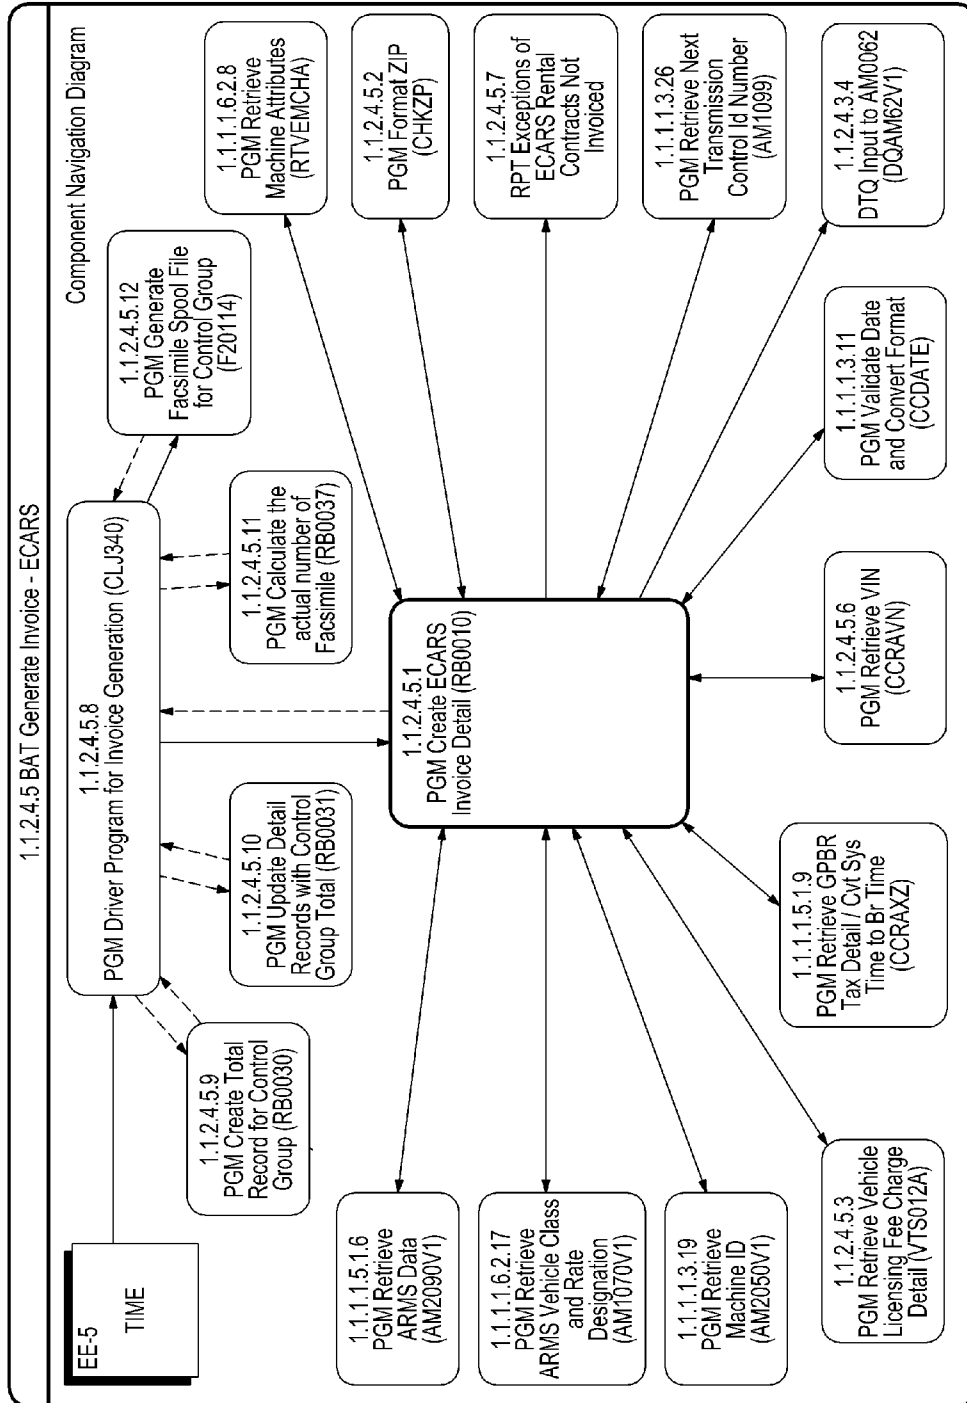 1.1.2.4.5 BAT Generate Invoice - ECARS
Component Navigation Diagram
EE-5
TIME
1.1.2.4.5.8
PGM Driver Program for Invoice Generation (CLJ340)
1.1.2.4.5.9
PGM Create Total
Record for Control
Group (RB0030)
1.1.2.4.5.10
PGM Update Detail
Records with Control
Group Total (RB0031)
1.1.2.4.5.11
PGM Calculate the
actual number of
Facsimile (RB0037)
1.1.2.4.5.12
PGM Generate
Facsimile Spool File
for Control Group
(F20114)
1.1.1.1.5.1.6
PGM Retrieve
ARMS Data
(AM2090V1)
1.1.1.1.6.2.17
PGM Retrieve
ARMS Vehicle Class
and Rate
Designation
(AM1070V1)
1.1.1.1.3.19
PGM Retrieve
Machine ID
(AM2050V1)
1.1.2.4.5.3
PGM Retrieve Vehicle
Licensing Fee Charge
Detail (VTS012A)
1.1.2.4.5.1
PGM Create ECARS
Invoice Detail (RB0010)
1.1.1.1.5.1.9
PGM Retrieve GPBR
Tax Detail / Cvt Sys
Time to Br Time
(CCRAXZ)
1.1.2.4.5.6
PGM Retrieve VIN
(CCRAVN)
1.1.1.1.3.11
PGM Validate Date
and Convert Format
(CCDATE)
1.1.1.1.6.2.8
PGM Retrieve
Machine Attributes
(RTVEMCHA)
1.1.2.4.5.2
PGM Format ZIP
(CHKZP)
1.1.2.4.5.7
RPT Exceptions of
ECARS Rental
Contracts Not
Invoiced
1.1.1.1.3.26
PGM Retrieve Next
Transmission
Control Id Number
(AM1099)
1.1.2.4.3.4
DTQ Input to AM0062
(DQAM62V1)